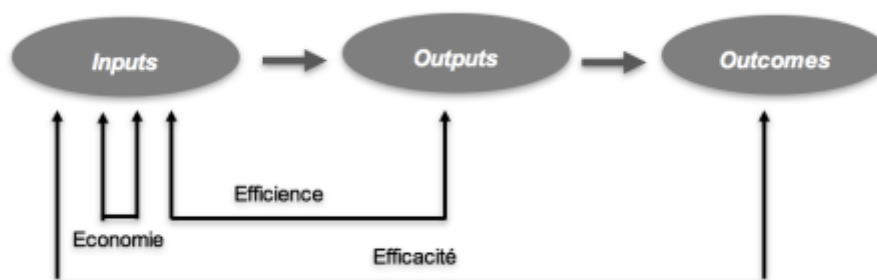 Inputs
Outputs
Outcomes
Efficience
Economie
Efficacité